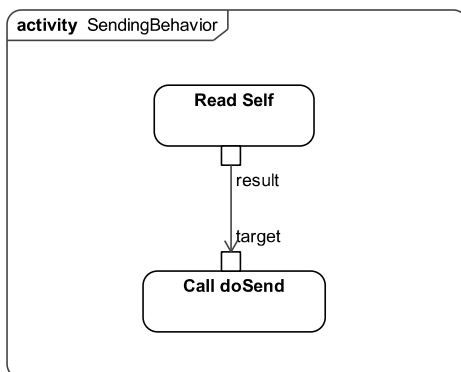 activity SendingBehavior
Read Self
result
target
Call doSend